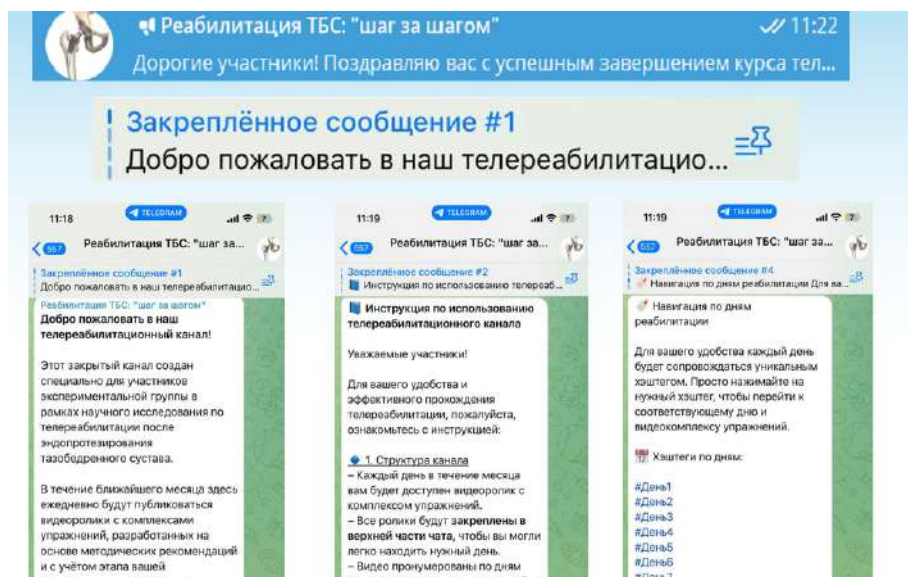 Реабилитация ТБС: "шаг за шагом" 11:22
Дорогие участники! Поздравляю вас с успешным завершением курса тел...
Закреплённое сообщение #1
Добро пожаловать в наш телереабилитацио...
11:18 TELEGRAM
557 Реабилитация ТБС: "шаг за...
Закреплённое сообщение #1
Добро пожаловать в наш телереабилитацио...
Реабилитация ТБС: "шаг за шагом"
Добро пожаловать в наш
телереабилитационный канал!
Этот закрытый канал создан
специально для участников
экспериментальной группы в
рамках научного исследования по
телереабилитации после
эндопротезирования
тазобедренного сустава.
В течение ближайшего месяца здесь
ежедневно будут публиковаться
видеоролики с комплексами
упражнений, разработанных на
основе методических рекомендаций
и с учётом этапа вашей
11:19 TELEGRAM
557 Реабилитация ТБС: "шаг за...
Закреплённое сообщение #2
Инструкция по использованию телереаб...
Инструкция по использованию
телереабилитационного канала
Уважаемые участники!
Для вашего удобства и
эффективного прохождения
телереабилитации, пожалуйста,
ознакомьтесь с инструкцией:
1. Структура канала
– Каждый день в течение месяца
вам будет доступен видеоролик с
комплексом упражнений.
– Все ролики будут закреплены в
верхней части чата, чтобы вы могли
легко находить нужный день.
– Видео пронумерованы по дням
11:19 TELEGRAM
557 Реабилитация ТБС: "шаг за...
Закреплённое сообщение #4
Навигация по дням реабилитации Для ва...
Навигация по дням
реабилитации
Для вашего удобства каждый день
будет сопровождаться уникальным
хэштегом. Просто нажимайте на
нужный хэштег, чтобы перейти к
соответствующему дню и
видеокомплексу упражнений.
Хэштеги по дням:
#День1
#День2
#День3
#День4
#День5
#День6
#День7